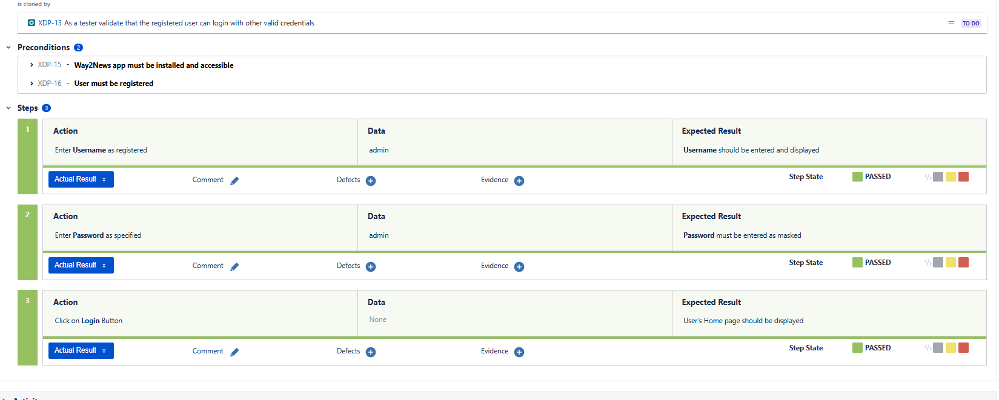 is cloned by
XDP-13 As a tester validate that the registered user can login with other valid credentials
TO DO
Preconditions 2
XDP-15 - Way2News app must be installed and accessible
XDP-16 - User must be registered
Steps 3
1
Action Data Expected Result
Enter Username as registered admin Username should be entered and displayed
Actual Result Comment Defects Evidence Step State PASSED
2
Action Data Expected Result
Enter Password as specified admin Password must be entered as masked
Actual Result Comment Defects Evidence Step State PASSED
3
Action Data Expected Result
Click on Login Button None User's Home page should be displayed
Actual Result Comment Defects Evidence Step State PASSED